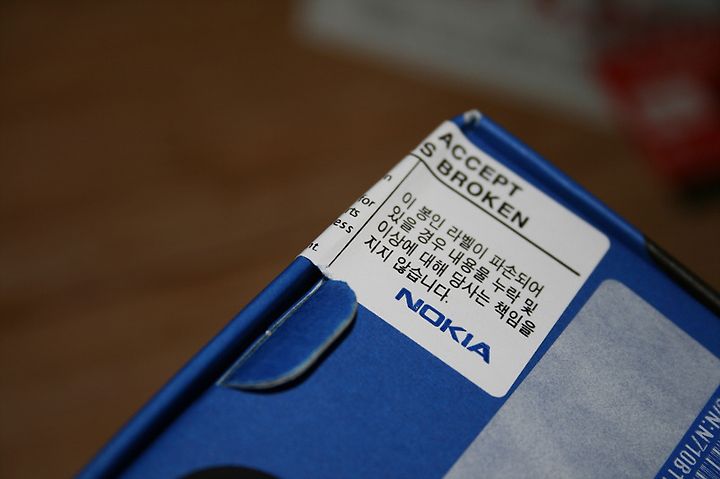 ACCEPT
S BROKEN
for
ess
이 봉인 라벨이 파손되어
있을 경우 내용물 누락 및
이상에 대해 당사는 책임을
지지 않습니다.
NOKIA